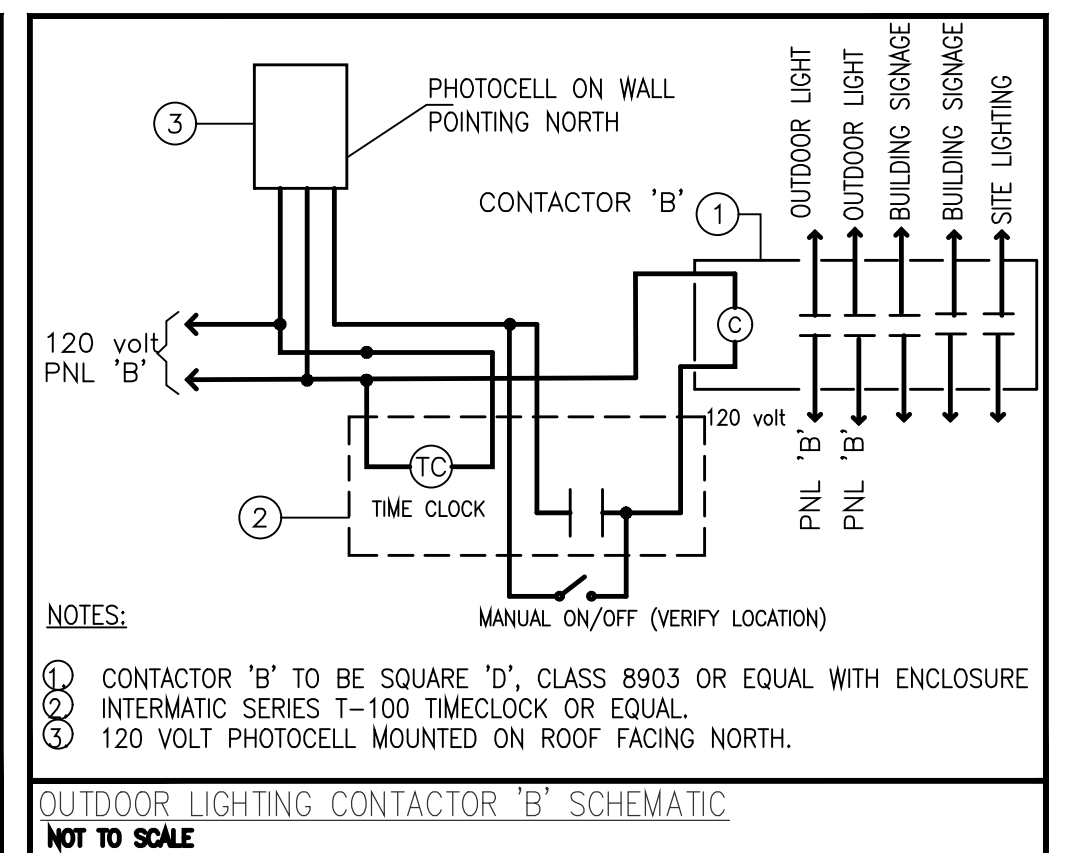 OUTDOOR LIGHT
OUTDOOR LIGHT
BUILDING SIGNAGE
BUILDING SIGNAGE
SITE LIGHTING
3
PHOTOCELL ON WALL
POINTING NORTH
CONTACTOR 'B'
1
120 volt
PNL 'B'
C
120 volt
PNL 'B'
PNL 'B'
TC
TIME CLOCK
2
MANUAL ON/OFF (VERIFY LOCATION)
NOTES:
1. CONTACTOR 'B' TO BE SQUARE 'D', CLASS 8903 OR EQUAL WITH ENCLOSURE
2. INTERMATIC SERIES T-100 TIMECLOCK OR EQUAL.
3. 120 VOLT PHOTOCELL MOUNTED ON ROOF FACING NORTH.
OUTDOOR LIGHTING CONTACTOR 'B' SCHEMATIC
NOT TO SCALE